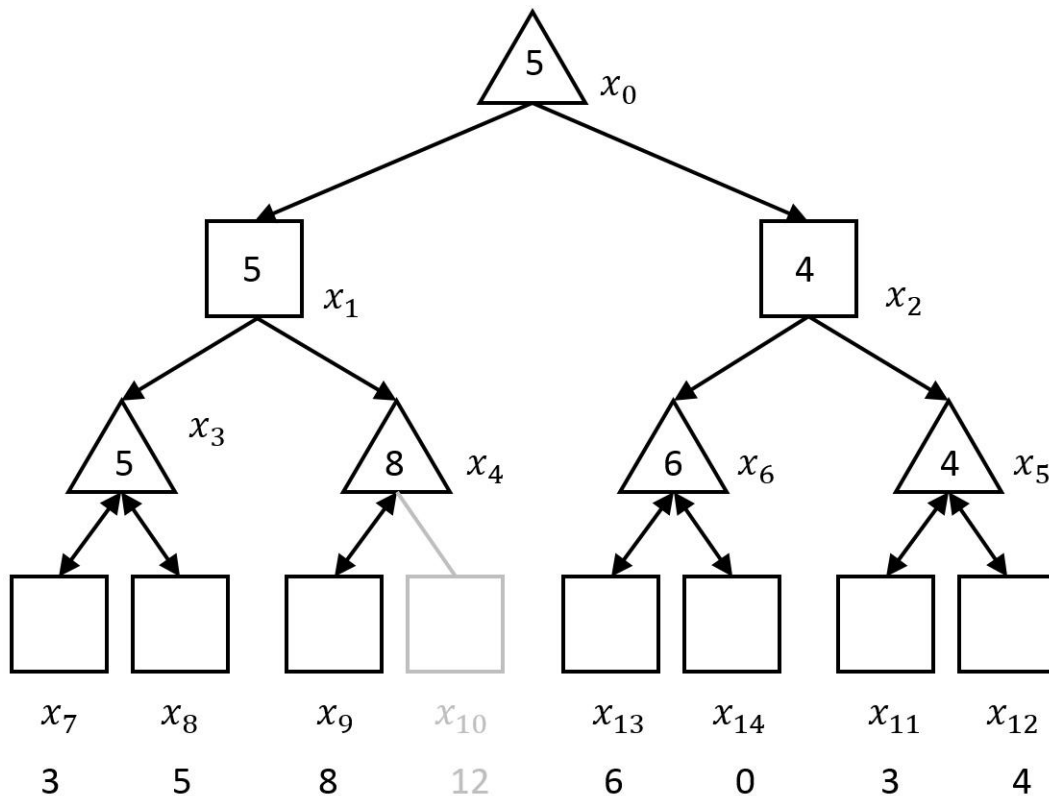 5
x₀
5
x₁
4
x₂
5
x₃
8
x₄
6
x₆
4
x₅
x₇ x₈ x₉ x₁₀ x₁₃ x₁₄ x₁₁ x₁₂
3 5 8 12 6 0 3 4